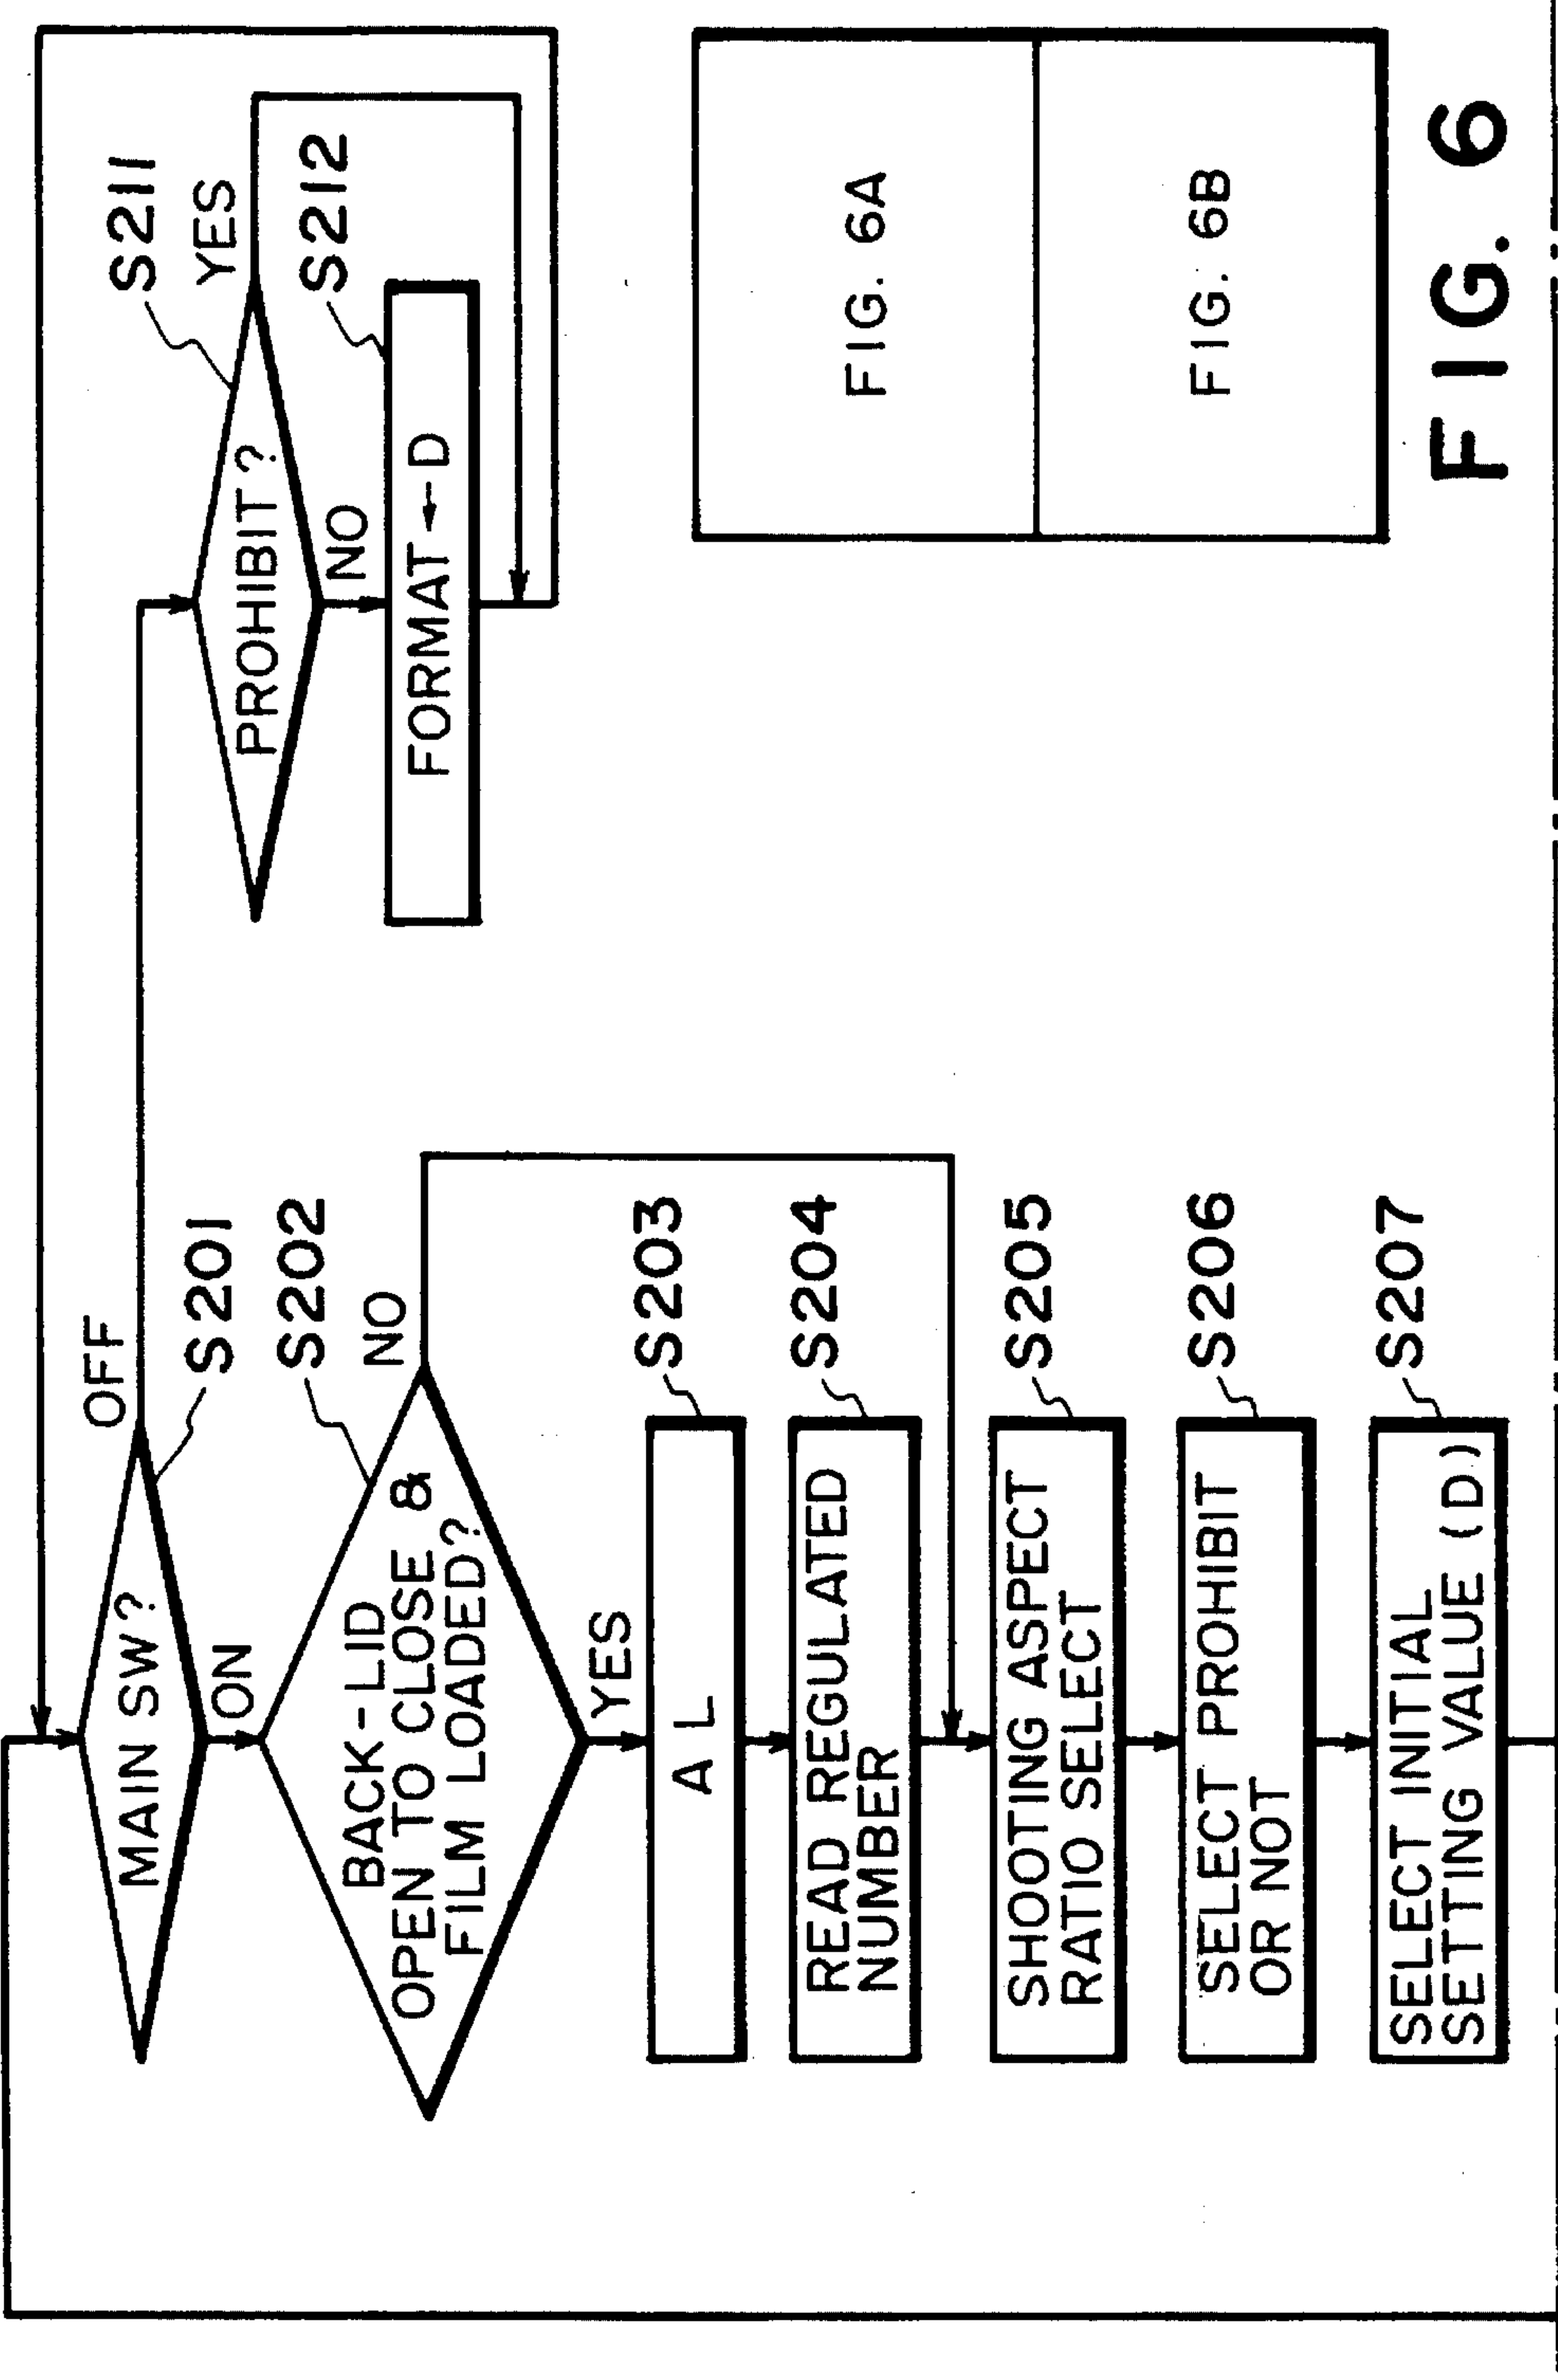 OFF
MAIN SW?
S201
ON
S202
NO
BACK-LID
OPEN TO CLOSE &
FILM LOADED?
YES
S203
A L
S204
READ REGULATED
NUMBER
S205
SHOOTING ASPECT
RATIO SELECT
S206
SELECT PROHIBIT
OR NOT
S207
SELECT INITIAL
SETTING VALUE (D)
S211
YES
PROHIBIT?
NO
S212
FORMAT ← D
FIG. 6A
FIG. 6B
FIG. 6